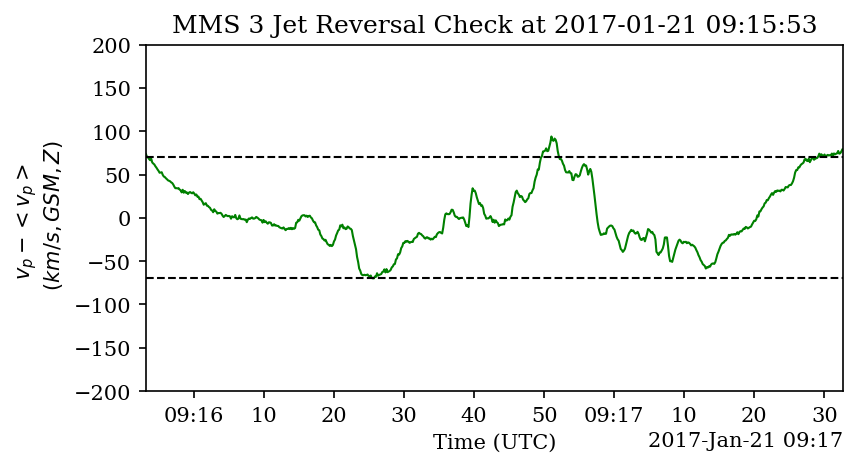 MMS 3 Jet Reversal Check at 2017-01-21 09:15:53
200
150
100
50
0
−50
−100
−150
−200
v_p − < v_p >
(km/s, GSM, Z)
09:16 10 20 30 40 50 09:17 10 20 30
Time (UTC)
2017-Jan-21 09:17